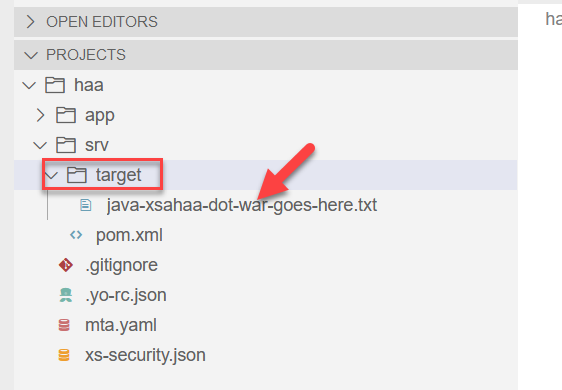 OPEN EDITORS
PROJECTS
haa
app
srv
target
java-xsahaa-dot-war-goes-here.txt
pom.xml
.gitignore
.yo-rc.json
mta.yaml
xs-security.json